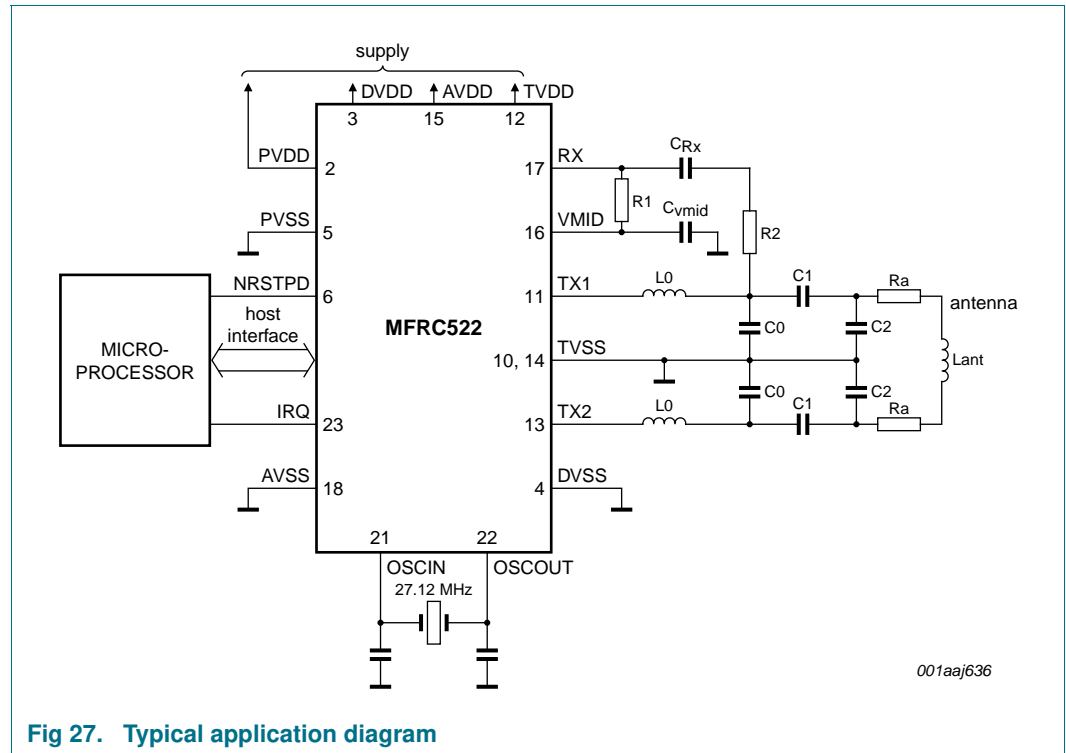 supply
DVDD AVDD TVDD
3 15 12
PVDD
2
17
RX
CRx
R1
Cvmid
R2
PVSS
5
16
VMID
NRSTPD
6
11
TX1
L0
C1
Ra
antenna
host
interface
MFRC522
C0
C2
MICRO-
PROCESSOR
10, 14
TVSS
Lant
C0
C2
IRQ
23
13
TX2
L0
C1
Ra
AVSS
18
4
DVSS
21 22
OSCIN OSCOUT
27.12 MHz
001aaj636
Fig 27. Typical application diagram